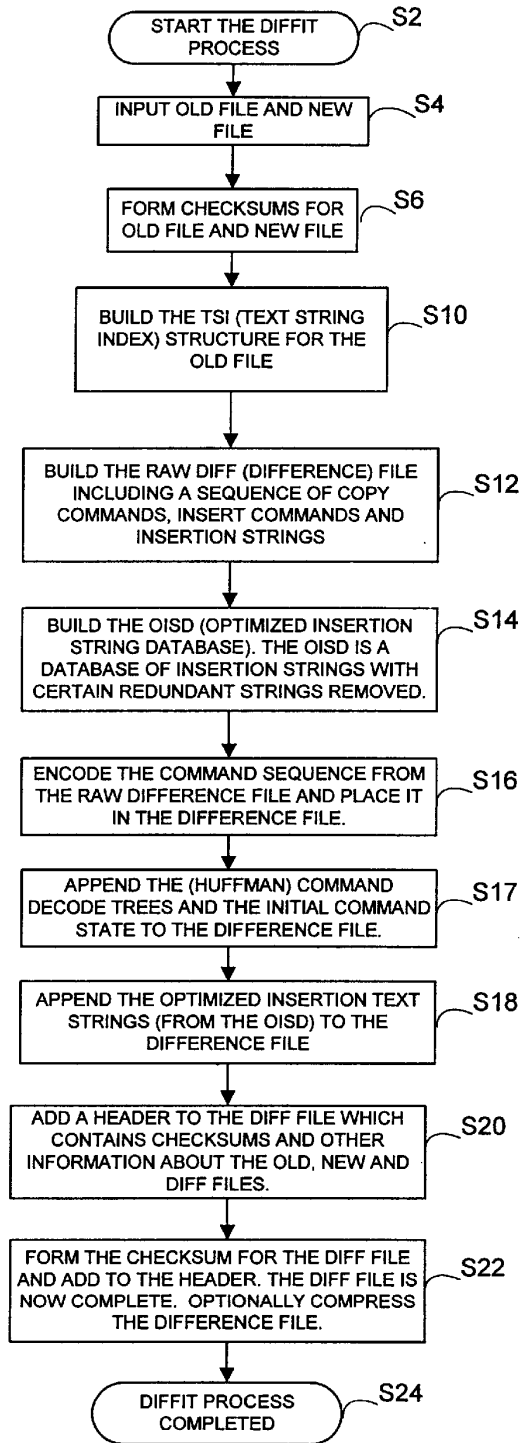 START THE DIFFIT
PROCESS
S2
INPUT OLD FILE AND NEW
FILE
S4
FORM CHECKSUMS FOR
OLD FILE AND NEW FILE
S6
BUILD THE TSI (TEXT STRING
INDEX) STRUCTURE FOR THE
OLD FILE
S10
BUILD THE RAW DIFF (DIFFERENCE) FILE
INCLUDING A SEQUENCE OF COPY
COMMANDS, INSERT COMMANDS AND
INSERTION STRINGS
S12
BUILD THE OISD (OPTIMIZED INSERTION
STRING DATABASE). THE OISD IS A
DATABASE OF INSERTION STRINGS WITH
CERTAIN REDUNDANT STRINGS REMOVED.
S14
ENCODE THE COMMAND SEQUENCE FROM
THE RAW DIFFERENCE FILE AND PLACE IT
IN THE DIFFERENCE FILE.
S16
APPEND THE (HUFFMAN) COMMAND
DECODE TREES AND THE INITIAL COMMAND
STATE TO THE DIFFERENCE FILE.
S17
APPEND THE OPTIMIZED INSERTION TEXT
STRINGS (FROM THE OISD) TO THE
DIFFERENCE FILE
S18
ADD A HEADER TO THE DIFF FILE WHICH
CONTAINS CHECKSUMS AND OTHER
INFORMATION ABOUT THE OLD, NEW AND
DIFF FILES.
S20
FORM THE CHECKSUM FOR THE DIFF FILE
AND ADD TO THE HEADER. THE DIFF FILE IS
NOW COMPLETE. OPTIONALLY COMPRESS
THE DIFFERENCE FILE.
S22
DIFFIT PROCESS
COMPLETED
S24